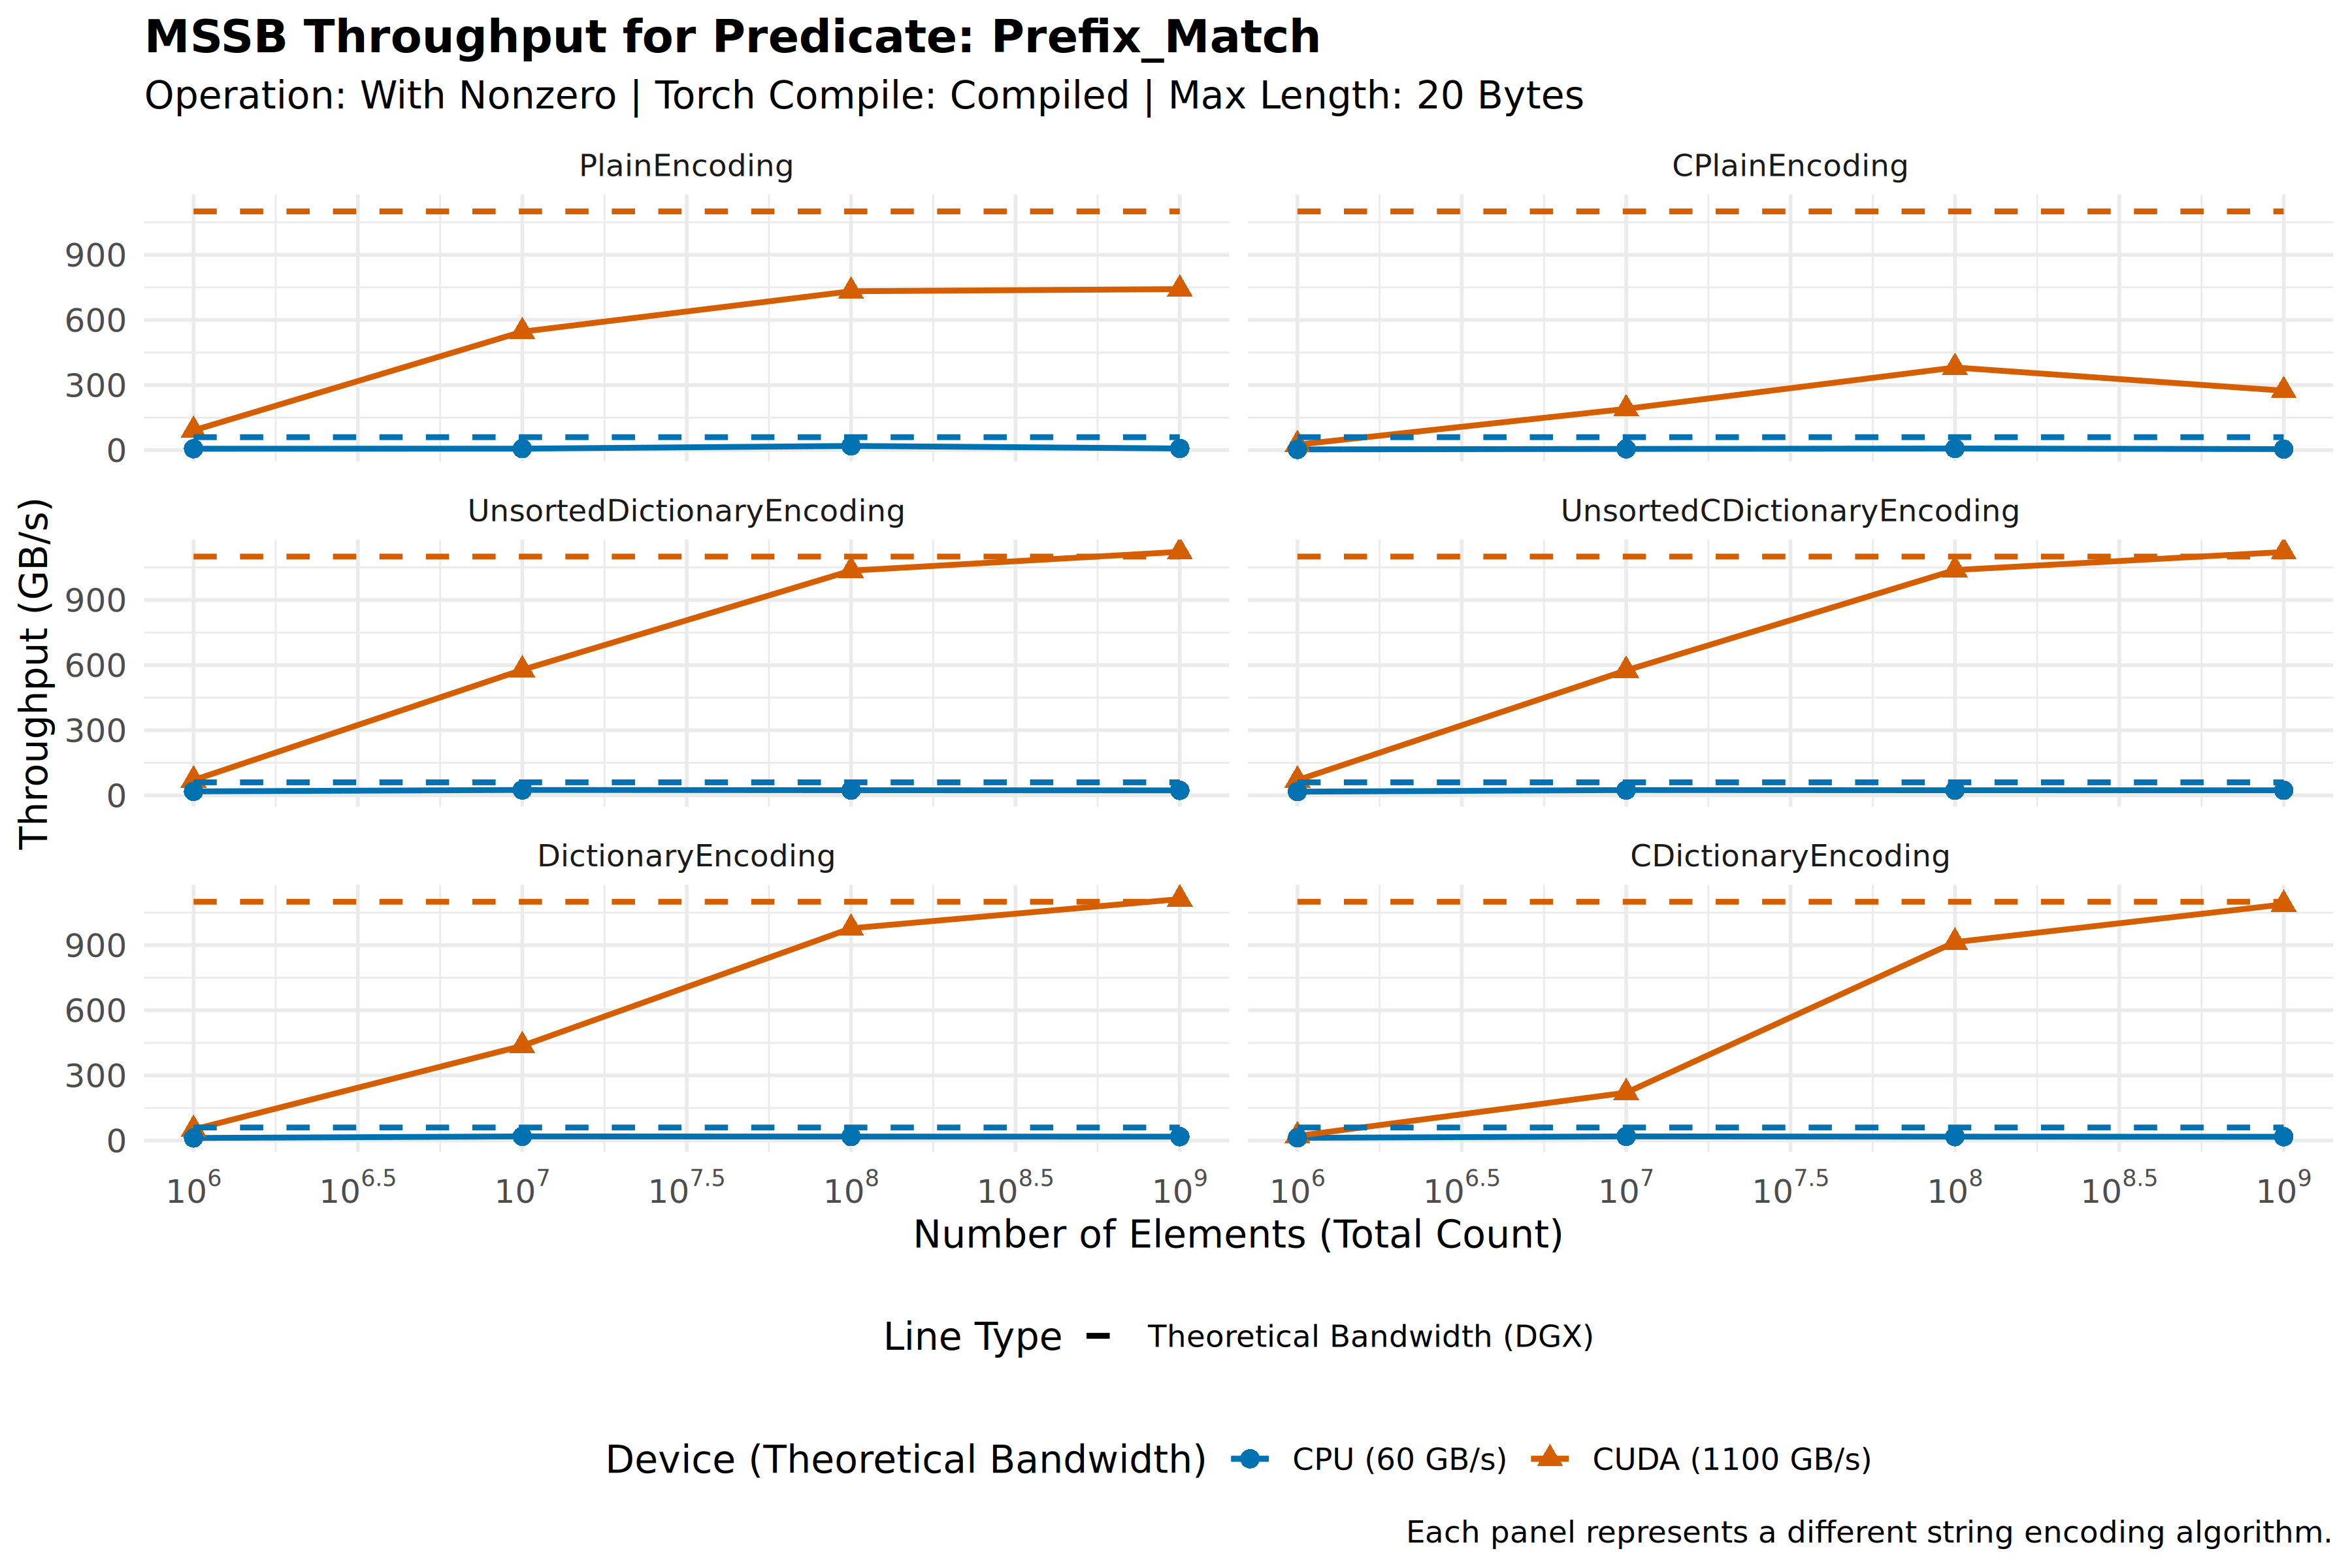 MSSB Throughput for Predicate: Prefix_Match
Operation: With Nonzero | Torch Compile: Compiled | Max Length: 20 Bytes
PlainEncoding
CPlainEncoding
900
600
300
0
UnsortedDictionaryEncoding
UnsortedCDictionaryEncoding
900
600
300
0
DictionaryEncoding
CDictionaryEncoding
900
600
300
0
Throughput (GB/s)
10^6 10^6.5 10^7 10^7.5 10^8 10^8.5 10^9 10^6 10^6.5 10^7 10^7.5 10^8 10^8.5 10^9
Number of Elements (Total Count)
Line Type Theoretical Bandwidth (DGX)
Device (Theoretical Bandwidth) CPU (60 GB/s) CUDA (1100 GB/s)
Each panel represents a different string encoding algorithm.